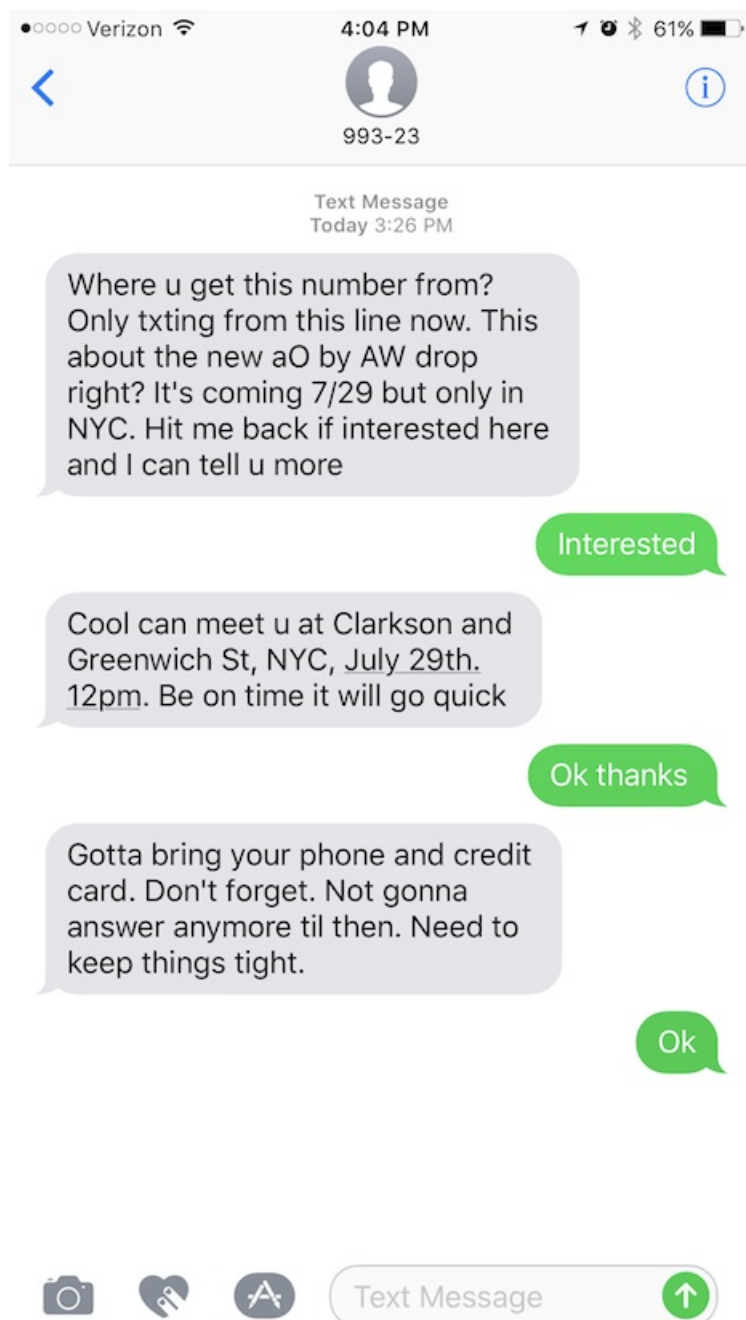 Verizon 4:04 PM 61%
993-23
Text Message
Today 3:26 PM
Where u get this number from?
Only txting from this line now. This
about the new aO by AW drop
right? It's coming 7/29 but only in
NYC. Hit me back if interested here
and I can tell u more
Interested
Cool can meet u at Clarkson and
Greenwich St, NYC, July 29th.
12pm. Be on time it will go quick
Ok thanks
Gotta bring your phone and credit
card. Don't forget. Not gonna
answer anymore til then. Need to
keep things tight.
Ok
Text Message